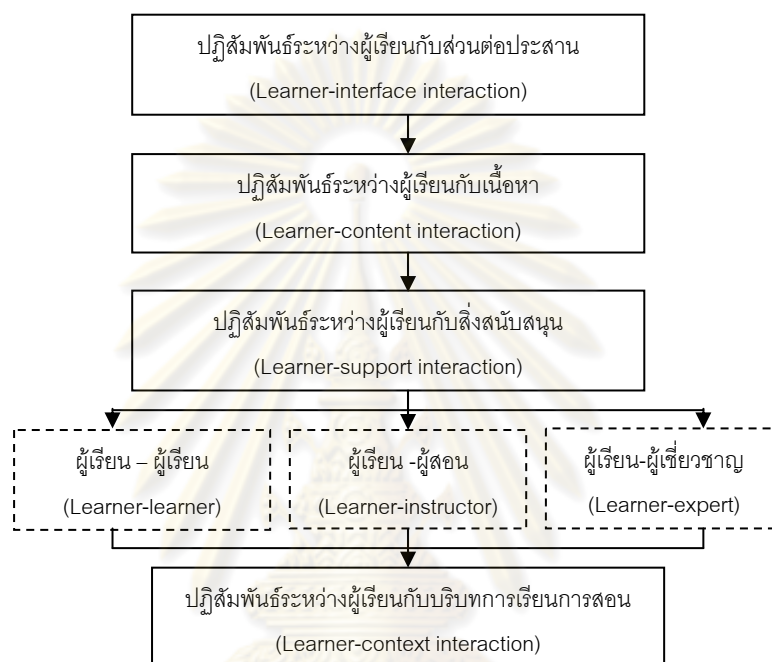 ปฏิสัมพันธ์ระหว่างผู้เรียนกับส่วนต่อประสาน
(Learner-interface interaction)
ปฏิสัมพันธ์ระหว่างผู้เรียนกับเนื้อหา
(Learner-content interaction)
ปฏิสัมพันธ์ระหว่างผู้เรียนกับสิ่งสนับสนุน
(Learner-support interaction)
ผู้เรียน – ผู้เรียน
(Learner-learner)
ผู้เรียน -ผู้สอน
(Learner-instructor)
ผู้เรียน-ผู้เชี่ยวชาญ
(Learner-expert)
ปฏิสัมพันธ์ระหว่างผู้เรียนกับบริบทการเรียนการสอน
(Learner-context interaction)